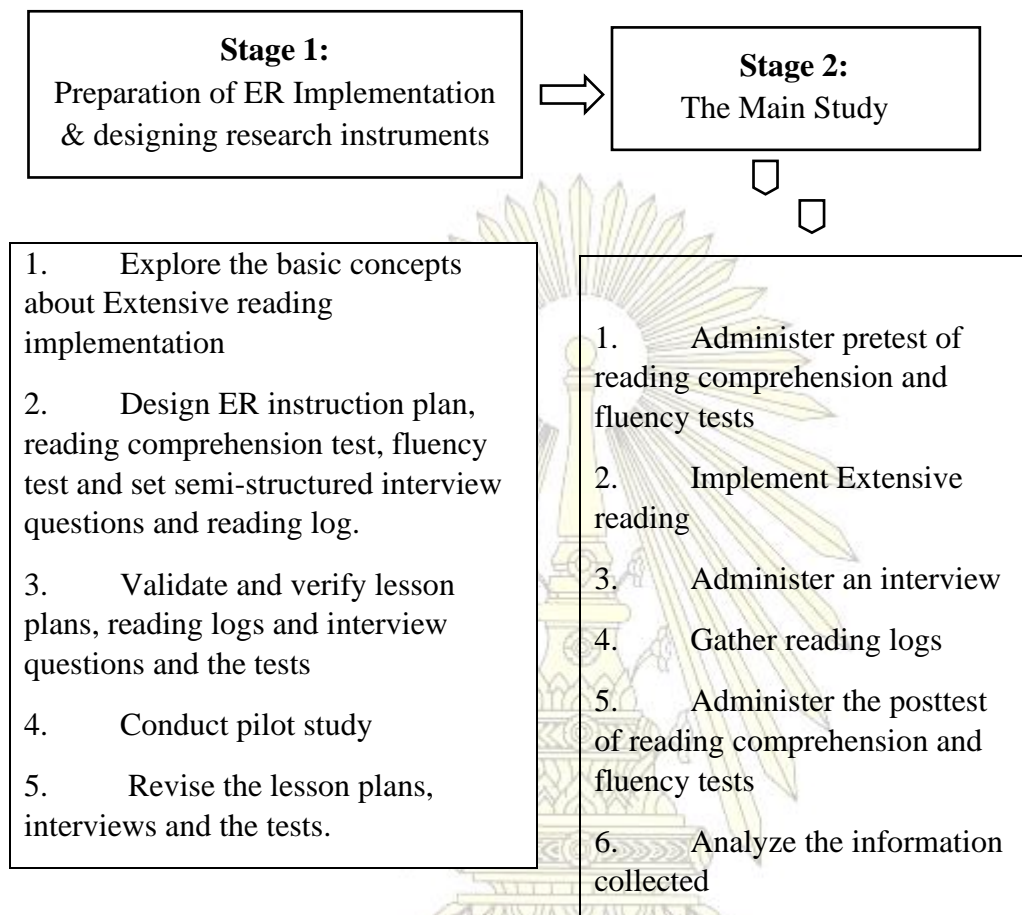 Stage 1:
Preparation of ER Implementation
& designing research instruments
Stage 2:
The Main Study
1. Explore the basic concepts
about Extensive reading
implementation
2. Design ER instruction plan,
reading comprehension test, fluency
test and set semi-structured interview
questions and reading log.
3. Validate and verify lesson
plans, reading logs and interview
questions and the tests
4. Conduct pilot study
5. Revise the lesson plans,
interviews and the tests.
1. Administer pretest of
reading comprehension and
fluency tests
2. Implement Extensive
reading
3. Administer an interview
4. Gather reading logs
5. Administer the posttest
of reading comprehension and
fluency tests
6. Analyze the information
collected